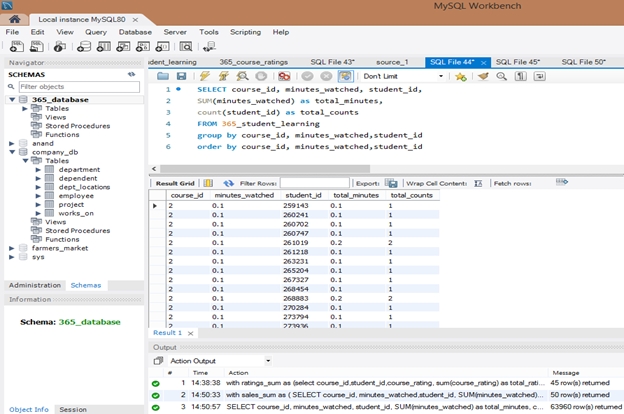 MySQL Workbench
Local instance MySQL80
File Edit View Query Database Server Tools Scripting Help
Navigator
SCHEMAS
Filter objects
365_database
Tables
Views
Stored Procedures
Functions
anand
company_db
Tables
department
dependent
dept_locations
employee
project
works_on
Views
Stored Procedures
Functions
farmers_market
sys
Administration Schemas
Information
Schema: 365_database
Object Info Session
dent_learning 365_course_ratings SQL File 43* source_1 SQL File 44* SQL File 45* SQL File 50*
Don't Limit
1 SELECT course_id, minutes_watched, student_id,
2 SUM(minutes_watched) as total_minutes,
3 count(student_id) as total_counts
4 FROM 365_student_learning
5 group by course_id, minutes_watched,student_id
6 order by course_id, minutes_watched,student_id
Result Grid Filter Rows: Export: Wrap Cell Content: Fetch rows:
course_id minutes_watched student_id total_minutes total_counts
2 0.1 259143 0.1 1
2 0.1 260241 0.1 1
2 0.1 260702 0.1 1
2 0.1 260747 0.1 1
2 0.1 261019 0.2 2
2 0.1 261218 0.1 1
2 0.1 263231 0.1 1
2 0.1 265204 0.1 1
2 0.1 267327 0.1 1
2 0.1 268454 0.1 1
2 0.1 268883 0.2 2
2 0.1 270284 0.1 1
2 0.1 273794 0.1 1
2 0.1 273936 0.1 1
Result 1
Output
Action Output
# Time Action Message
1 14:38:38 with ratings_sum as (select course_id,student_id,course_rating, sum(course_rating) as total_rati... 45 row(s) returned
2 14:50:33 with sales_sum as ( SELECT course_id, minutes_watched,student_id, SUM(minutes_watched)... 50 row(s) returned
3 14:50:57 SELECT course_id, minutes_watched, student_id, SUM(minutes_watched) as total_minutes, c... 63960 row(s) returned